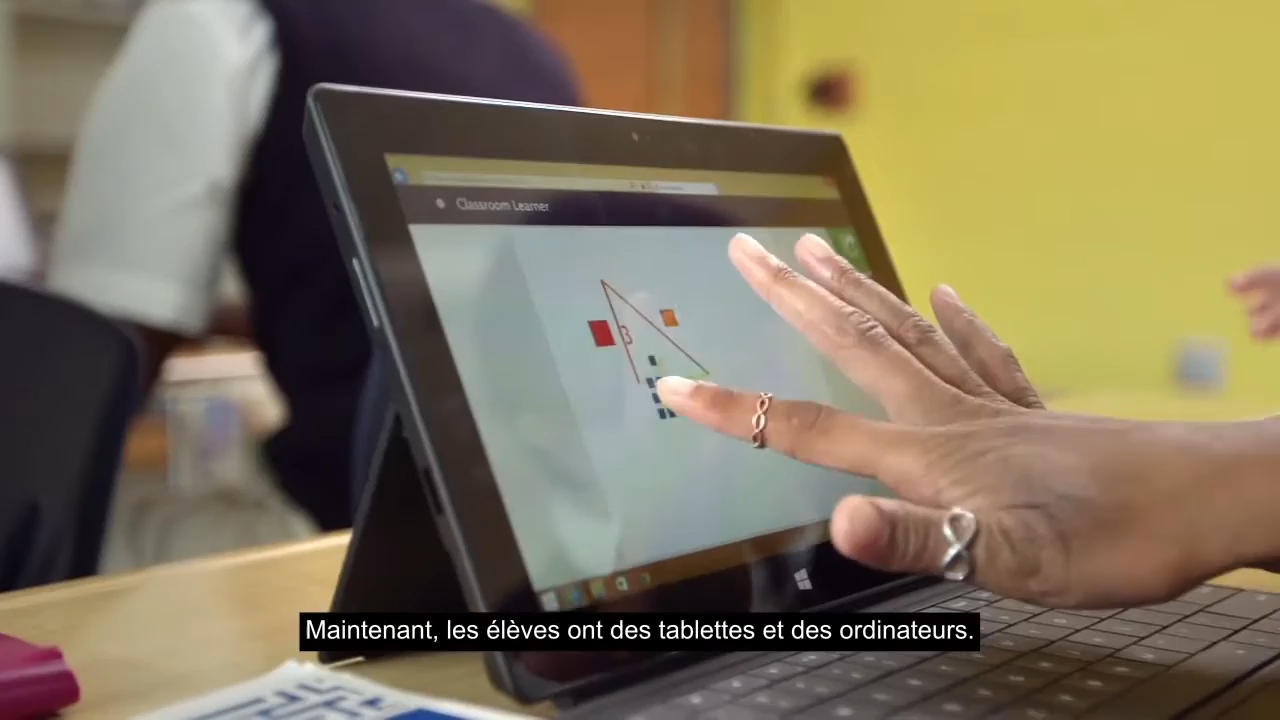 Classroom Learner
3
Maintenant, les élèves ont des tablettes et des ordinateurs.